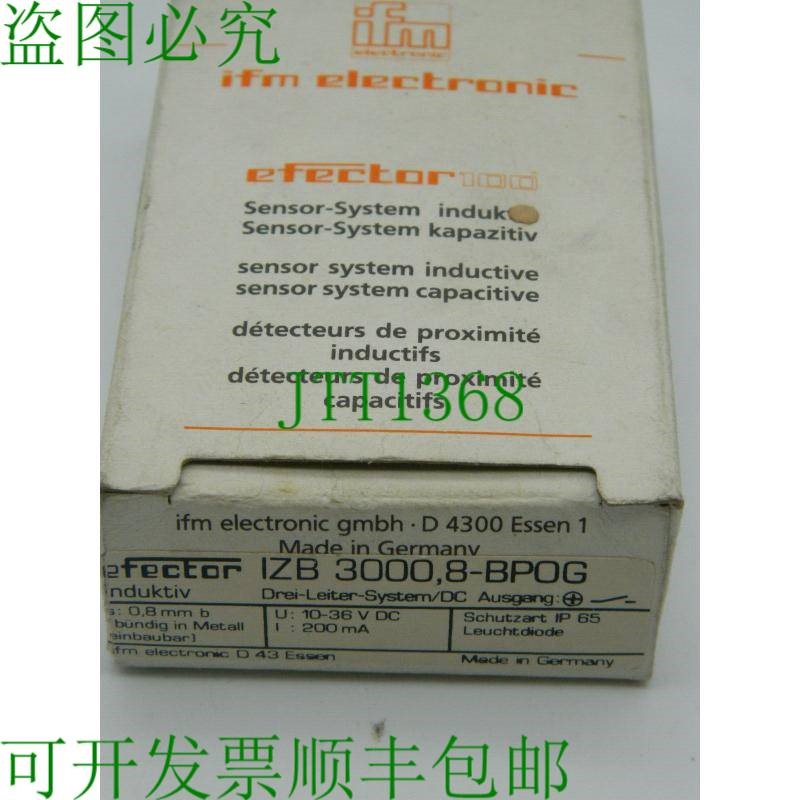 盗图必究
ifm
electronic
ifm electronic
efector100
Sensor-System induk
Sensor-System kapazitiv
sensor system inductive
sensor system capacitive
détecteurs de proximité
inductifs
détecteurs de proximité
capacitifs
JTT1368
ifm electronic gmbh · D 4300 Essen 1
Made in Germany
efector IZB 3000,8-BPOG
nduktiv Drei-Leiter-System/DC Ausgang:
s: 0,8 mm b
bündig in Metall
einbaubar)
U: 10-36 V DC
I : 200 mA
Schutzart IP 65
Leuchtdiode
ifm electronic D 43 Essen Made in Germany
可开发票顺丰包邮